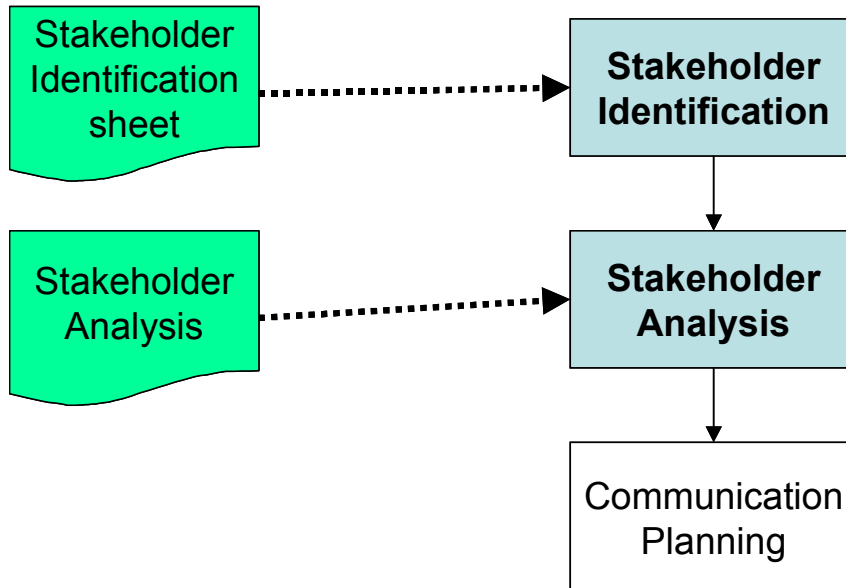 Stakeholder
Identification
sheet
Stakeholder
Identification
Stakeholder
Analysis
Stakeholder
Analysis
Communication
Planning